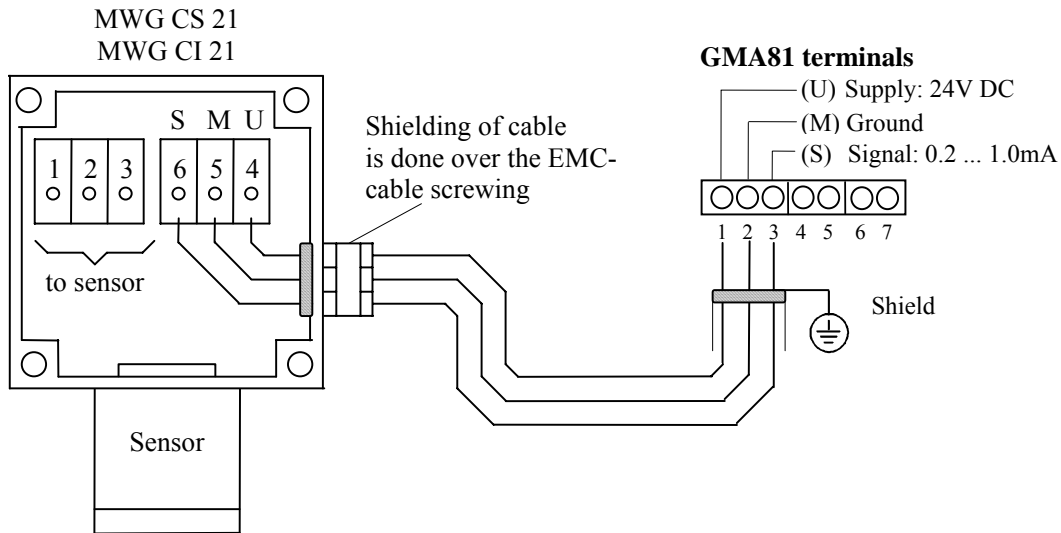 MWG CS 21
MWG CI 21
S M U
1 2 3 6 5 4
to sensor
Sensor
Shielding of cable
is done over the EMC-
cable screwing
GMA81 terminals
(U) Supply: 24V DC
(M) Ground
(S) Signal: 0.2 ... 1.0mA
1 2 3 4 5 6 7
Shield